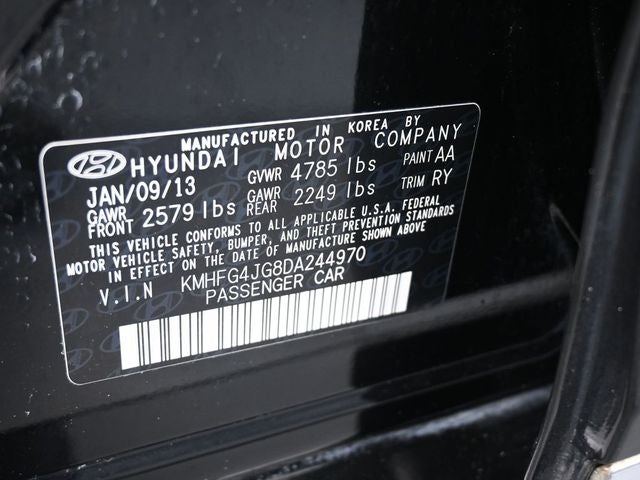 MANUFACTURED IN KOREA BY
HYUNDAI MOTOR COMPANY
JAN/09/13 GVWR 4785 lbs PAINT AA
GAWR FRONT 2579 lbs GAWR REAR 2249 lbs TRIM RY
THIS VEHICLE CONFORMS TO ALL APPLICABLE U.S.A. FEDERAL
MOTOR VEHICLE SAFETY, BUMPER, AND THEFT PREVENTION STANDARDS
IN EFFECT ON THE DATE OF MANUFACTURE SHOWN ABOVE
V.I.N KMHFG4JG8DA244970
PASSENGER CAR